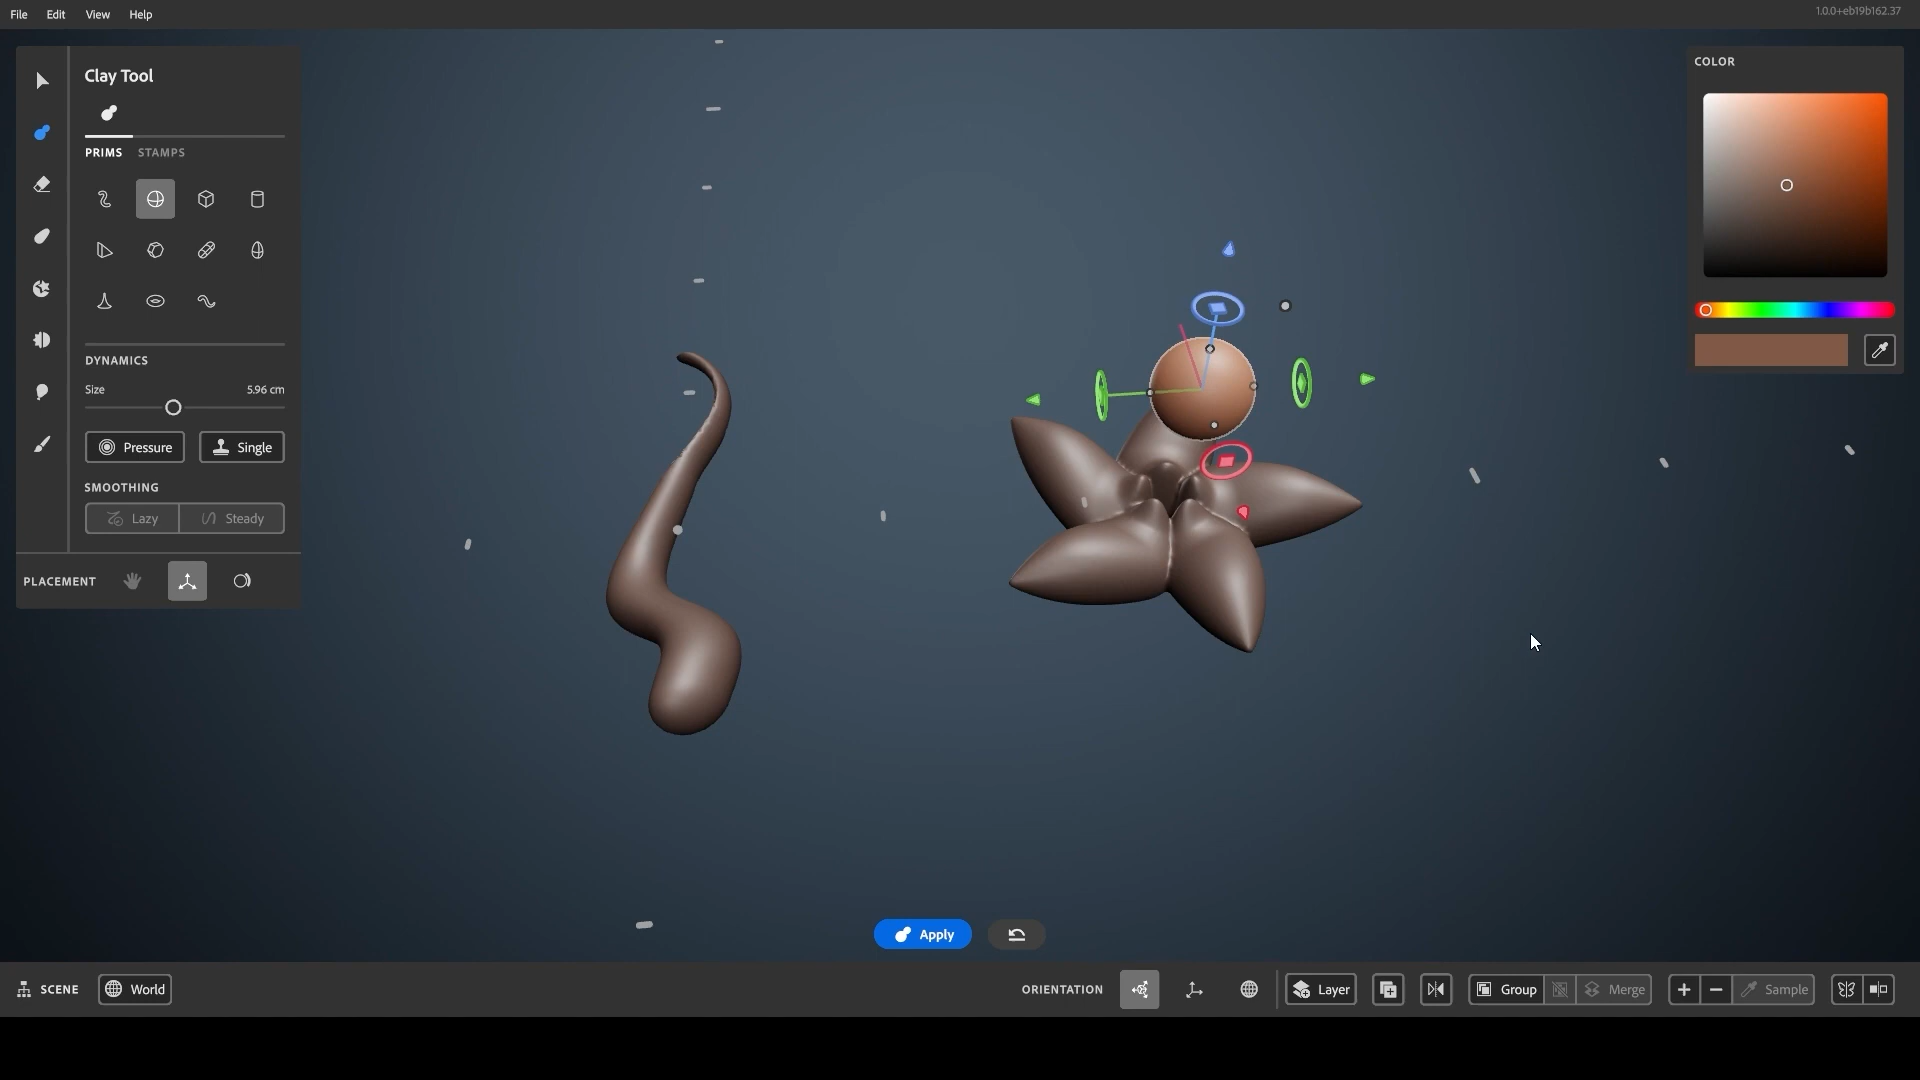 File Edit View Help
1.0.0+eb19b162.37
Clay Tool
PRIMS STAMPS
DYNAMICS
Size 5.96 cm
Pressure Single
SMOOTHING
Lazy Steady
PLACEMENT
COLOR
Apply
SCENE World ORIENTATION Layer Group Merge Sample